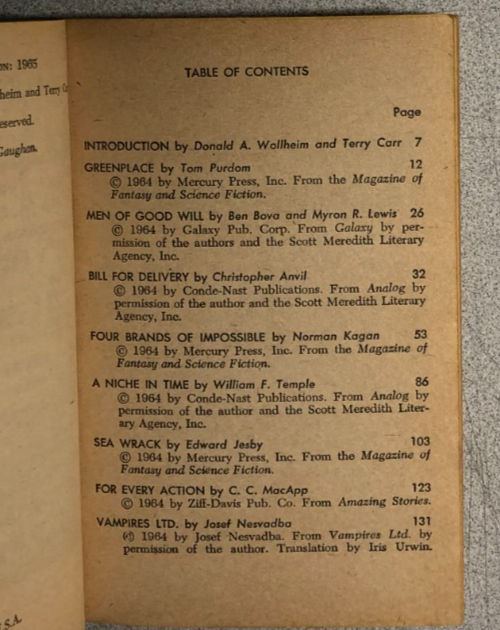 ON: 1965
heim and Terry C
eserved.
Gaughan.
U.S.A.
TABLE OF CONTENTS
Page
INTRODUCTION by Donald A. Wollheim and Terry Carr 7
GREENPLACE by Tom Purdom 12
© 1964 by Mercury Press, Inc. From the Magazine of
Fantasy and Science Fiction.
MEN OF GOOD WILL by Ben Bova and Myron R. Lewis 26
© 1964 by Galaxy Pub. Corp. From Galaxy by per-
mission of the authors and the Scott Meredith Literary
Agency, Inc.
BILL FOR DELIVERY by Christopher Anvil 32
© 1964 by Conde-Nast Publications. From Analog by
permission of the author and the Scott Meredith Literary
Agency, Inc.
FOUR BRANDS OF IMPOSSIBLE by Norman Kagan 53
© 1964 by Mercury Press, Inc. From the Magazine of
Fantasy and Science Fiction.
A NICHE IN TIME by William F. Temple 86
© 1964 by Conde-Nast Publications. From Analog by
permission of the author and the Scott Meredith Liter-
ary Agency, Inc.
SEA WRACK by Edward Jesby 103
© 1964 by Mercury Press, Inc. From the Magazine of
Fantasy and Science Fiction.
FOR EVERY ACTION by C. C. MacApp 123
© 1964 by Ziff-Davis Pub. Co. From Amazing Stories.
VAMPIRES LTD. by Josef Nesvadba 131
© 1964 by Josef Nesvadba. From Vampires Ltd. by
permission of the author. Translation by Iris Urwin.